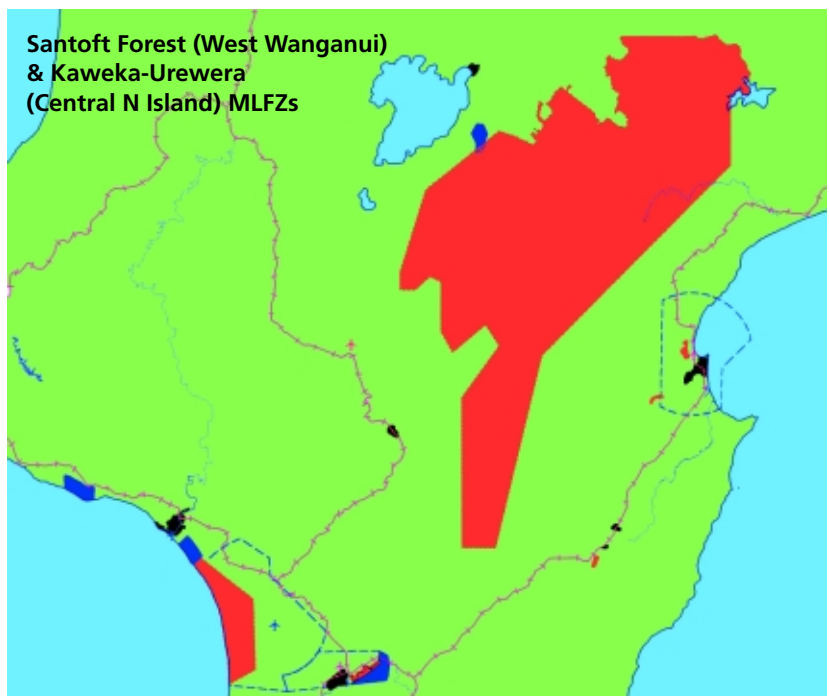 Santoft Forest (West Wanganui)
& Kaweka-Urewera
(Central N Island) MLFZs